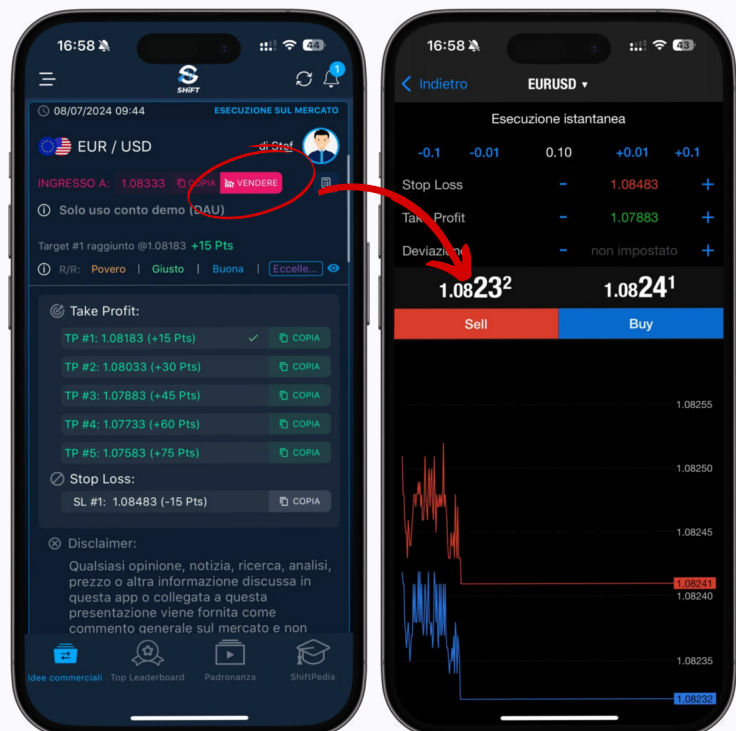 16:58
44
SHiFT
1
08/07/2024 09:44 ESECUZIONE SUL MERCATO
EUR / USD di Stef
INGRESSO A: 1.08333 COPIA VENDERE
Solo uso conto demo (DAU)
Target #1 raggiunto @1.08183 +15 Pts
R/R: Povero | Giusto | Buona | Eccelle...
Take Profit:
TP #1: 1.08183 (+15 Pts) COPIA
TP #2: 1.08033 (+30 Pts) COPIA
TP #3: 1.07883 (+45 Pts) COPIA
TP #4: 1.07733 (+60 Pts) COPIA
TP #5: 1.07583 (+75 Pts) COPIA
Stop Loss:
SL #1: 1.08483 (-15 Pts) COPIA
Disclaimer:
Qualsiasi opinione, notizia, ricerca, analisi,
prezzo o altra informazione discussa in
questa app o collegata a questa
presentazione viene fornita come
commento generale sul mercato e non
Idee commerciali Top Leaderboard Padronanza ShiftPedia
16:58
43
Indietro EURUSD
Esecuzione istantanea
-0.1 -0.01 0.10 +0.01 +0.1
Stop Loss - 1.08483 +
Take Profit - 1.07883 +
Deviazione - non impostato +
1.08232 1.08241
Sell Buy
1.08255
1.08250
1.08245
1.08241
1.08240
1.08235
1.08232